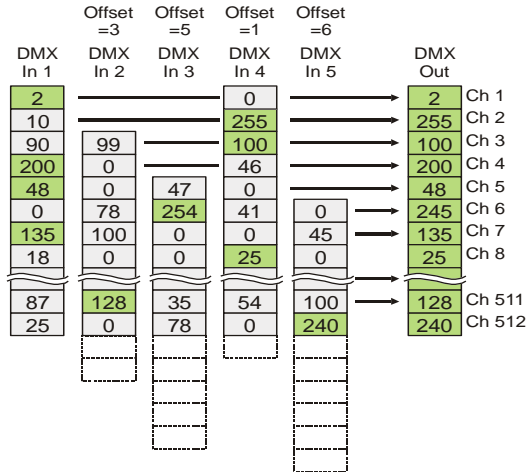 Offset Offset Offset Offset
=3 =5 =1 =6
DMX DMX DMX DMX DMX DMX
In 1 In 2 In 3 In 4 In 5 Out
2 0 2 Ch 1
10 255 255 Ch 2
90 99 100 100 Ch 3
200 0 46 200 Ch 4
48 0 47 0 48 Ch 5
0 78 254 41 0 245 Ch 6
135 100 0 0 45 135 Ch 7
18 0 0 25 0 25 Ch 8
87 128 35 54 100 128 Ch 511
25 0 78 0 240 240 Ch 512